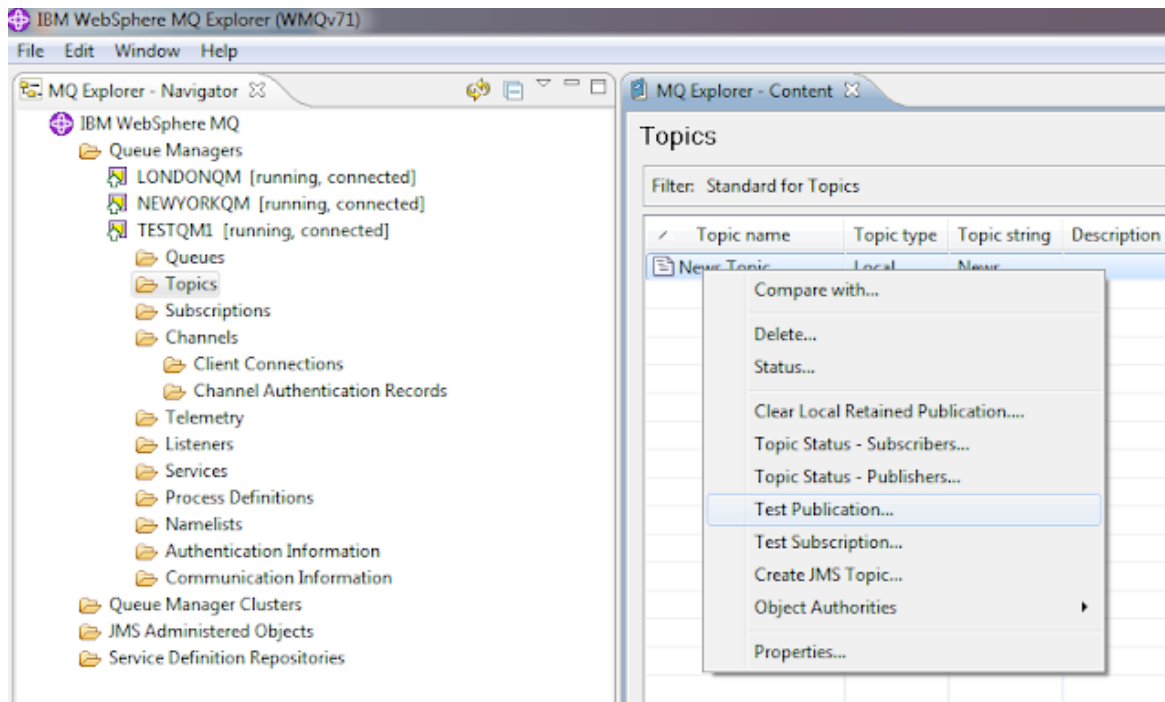 IBM WebSphere MQ Explorer (WMQv71)
File Edit Window Help
MQ Explorer - Navigator
IBM WebSphere MQ
Queue Managers
LONDONQM [running, connected]
NEWYORKQM [running, connected]
TESTQM1 [running, connected]
Queues
Topics
Subscriptions
Channels
Client Connections
Channel Authentication Records
Telemetry
Listeners
Services
Process Definitions
Namelists
Authentication Information
Communication Information
Queue Manager Clusters
JMS Administered Objects
Service Definition Repositories
MQ Explorer - Content
Topics
Filter: Standard for Topics
Topic name Topic type Topic string Description
News Topic Local News
Compare with...
Delete...
Status...
Clear Local Retained Publication....
Topic Status - Subscribers...
Topic Status - Publishers...
Test Publication...
Test Subscription...
Create JMS Topic...
Object Authorities
Properties...